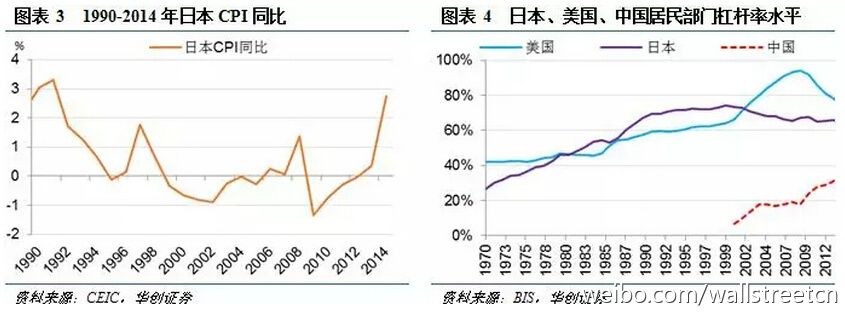 图表 3 1990-2014 年日本 CPI 同比
%
日本CPI同比
4
3
2
1
0
-1
-2
1990 1992 1994 1996 1998 2000 2002 2004 2006 2008 2010 2012 2014
资料来源：CEIC，华创证券
图表 4 日本、美国、中国居民部门扛杆率水平
美国 日本 中国
100%
80%
60%
40%
20%
0%
1970 1973 1975 1978 1980 1983 1985 1987 1990 1992 1995 1997 1999 2002 2004 2007 2009 2012
资料来源：BIS，华创证券
weibo.com/wallstreetcn